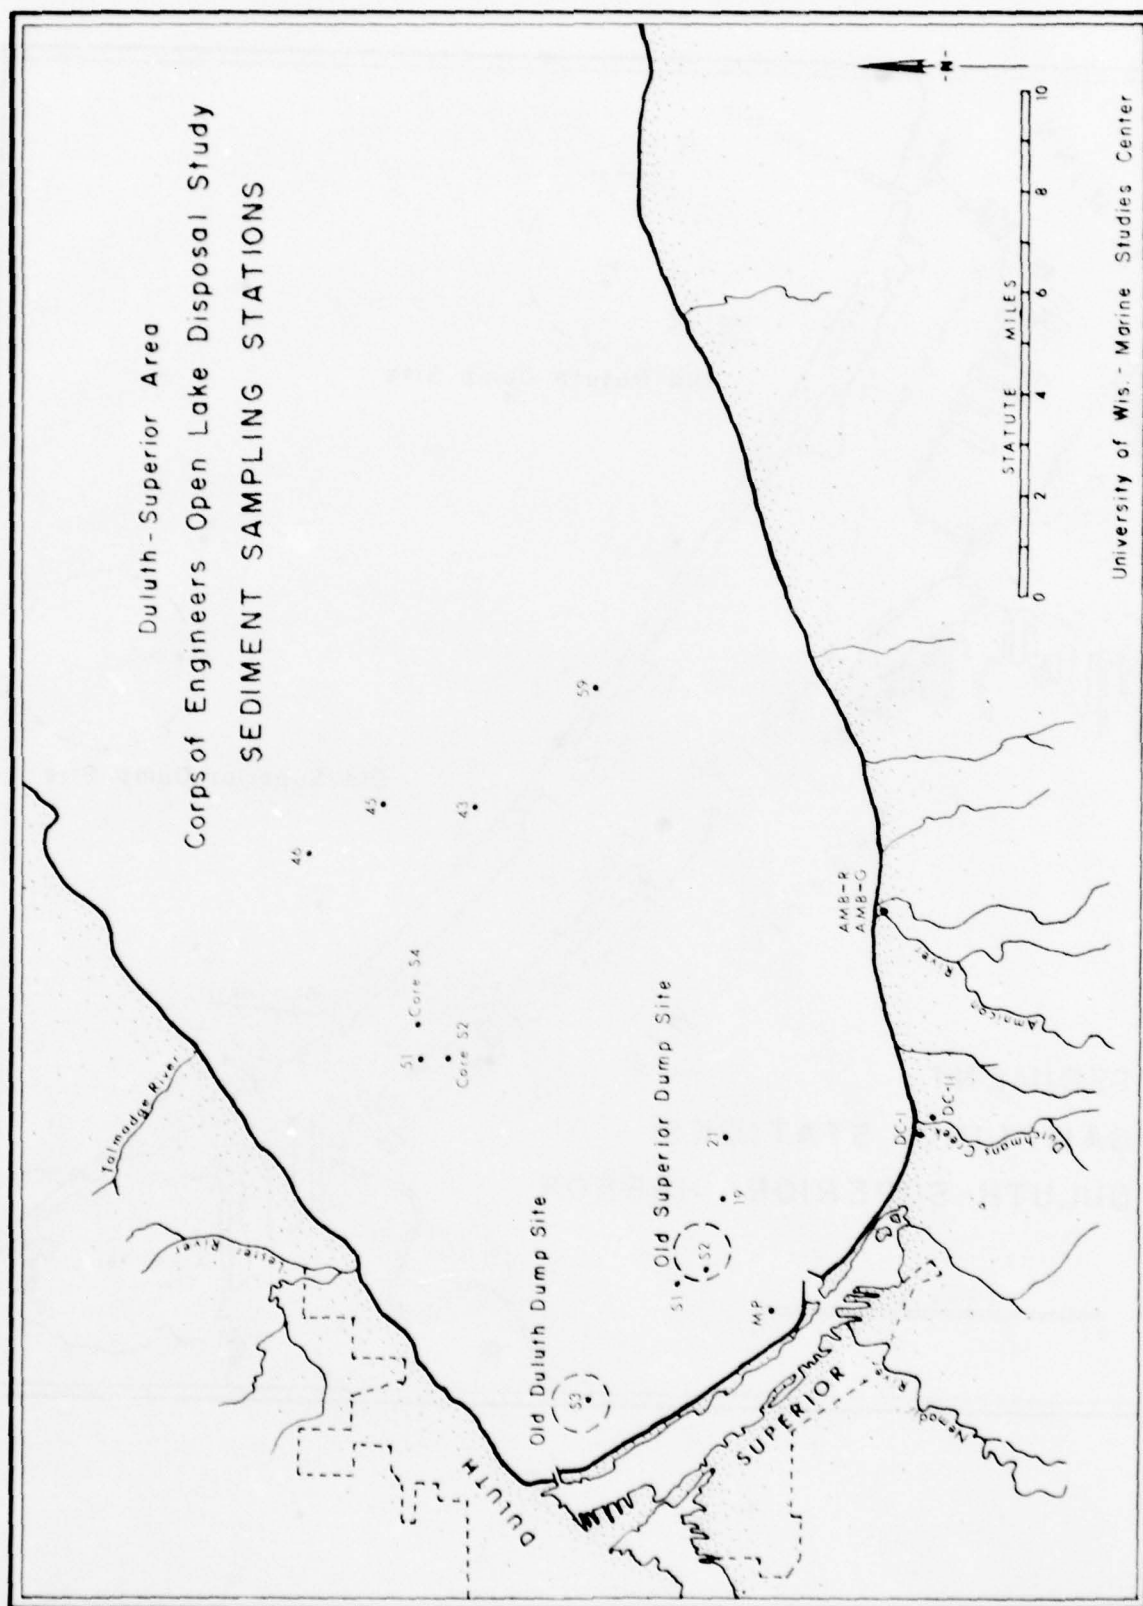 Duluth-Superior Area
Corps of Engineers Open Lake Disposal Study
SEDIMENT SAMPLING STATIONS
Talmadge River
Lester River
DULUTH
SUPERIOR
Old Duluth Dump Site
S3
Old Superior Dump Site
S1
S2
MP
19
21
51
Core S4
Core S2
46
45
43
59
AMB-R
AMB-G
Amnicon River
DC-I
DC-II
Dutchmans Creek
Nemadji River
STATUTE MILES
0 2 4 6 8 10
-N-
University of Wis.-Marine Studies Center